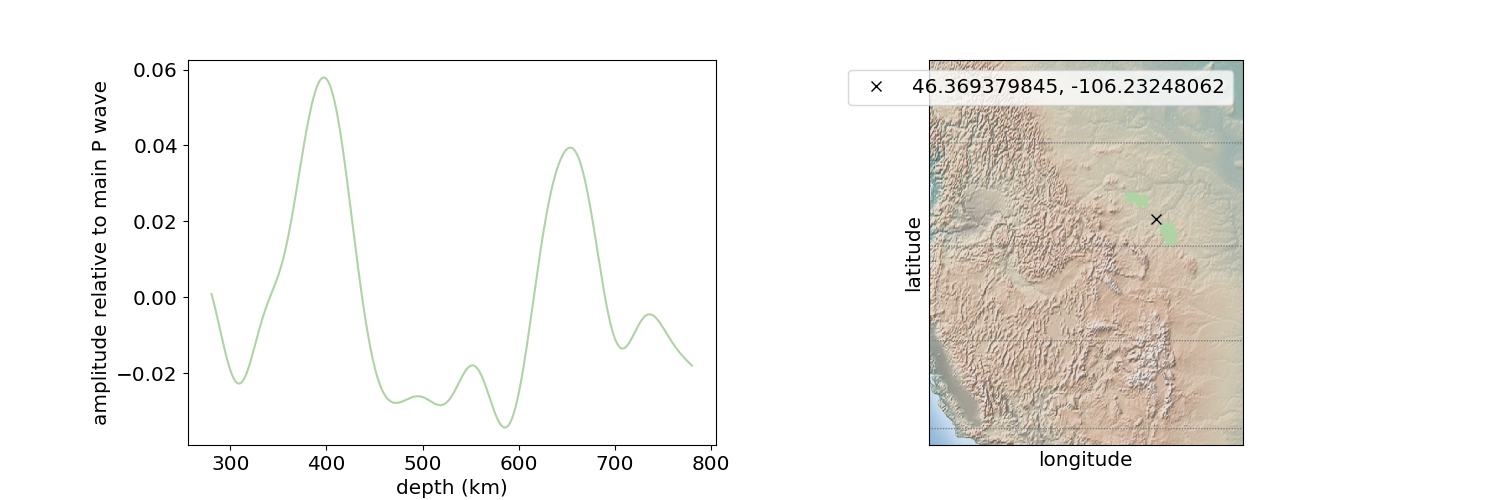 0.06
0.04
0.02
0.00
−0.02
amplitude relative to main P wave
300 400 500 600 700 800
depth (km)
46.369379845, -106.23248062
latitude
longitude